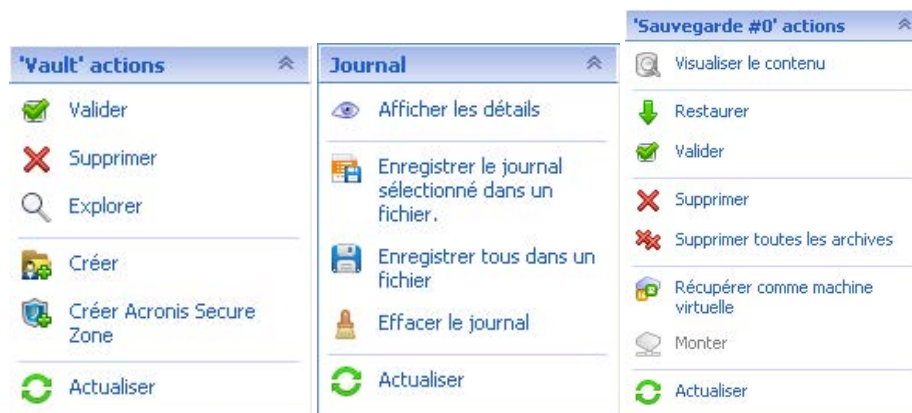 'Vault' actions
Valider
Supprimer
Explorer
Créer
Créer Acronis Secure
Zone
Actualiser
Journal
Afficher les détails
Enregistrer le journal
sélectionné dans un
fichier.
Enregistrer tous dans un
fichier
Effacer le journal
Actualiser
'Sauvegarde #0' actions
Visualiser le contenu
Restaurer
Valider
Supprimer
Supprimer toutes les archives
Récupérer comme machine
virtuelle
Monter
Actualiser